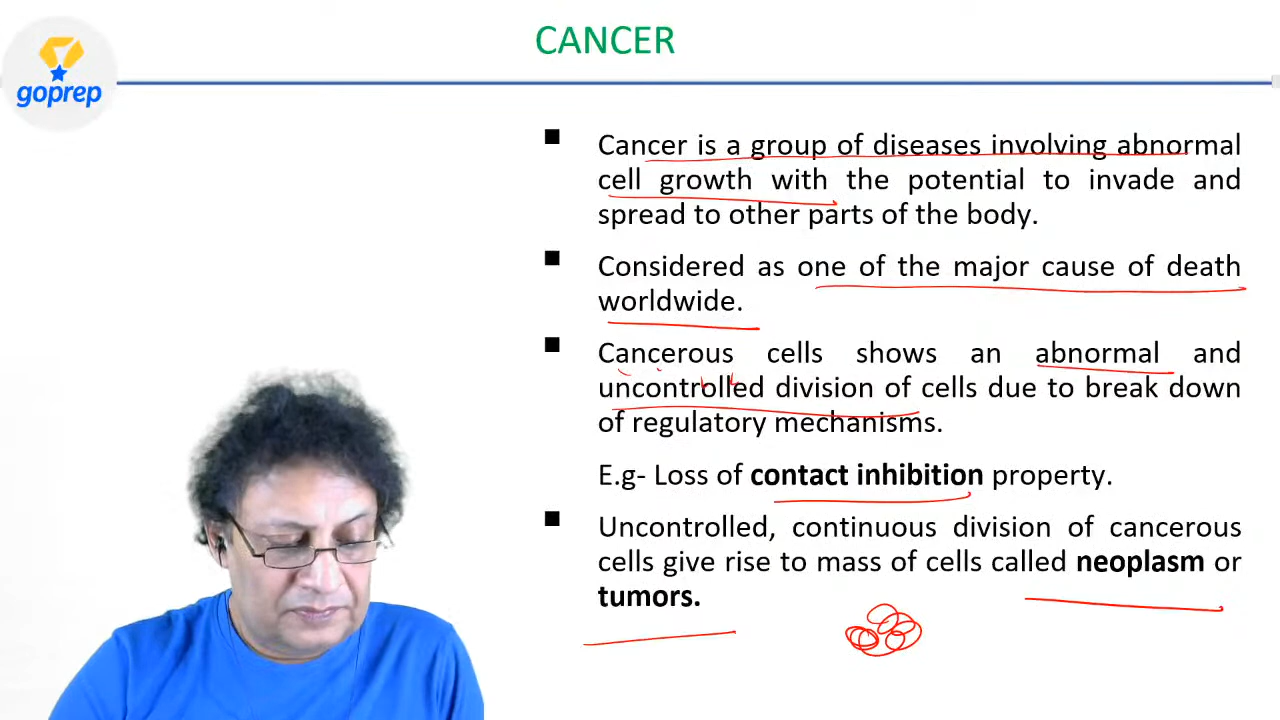 CANCER
goprep
Cancer is a group of diseases involving abnormal
cell growth with the potential to invade and
spread to other parts of the body.
Considered as one of the major cause of death
worldwide.
Cancerous cells shows an abnormal and
uncontrolled division of cells due to break down
of regulatory mechanisms.
E.g- Loss of contact inhibition property.
Uncontrolled, continuous division of cancerous
cells give rise to mass of cells called neoplasm or
tumors.